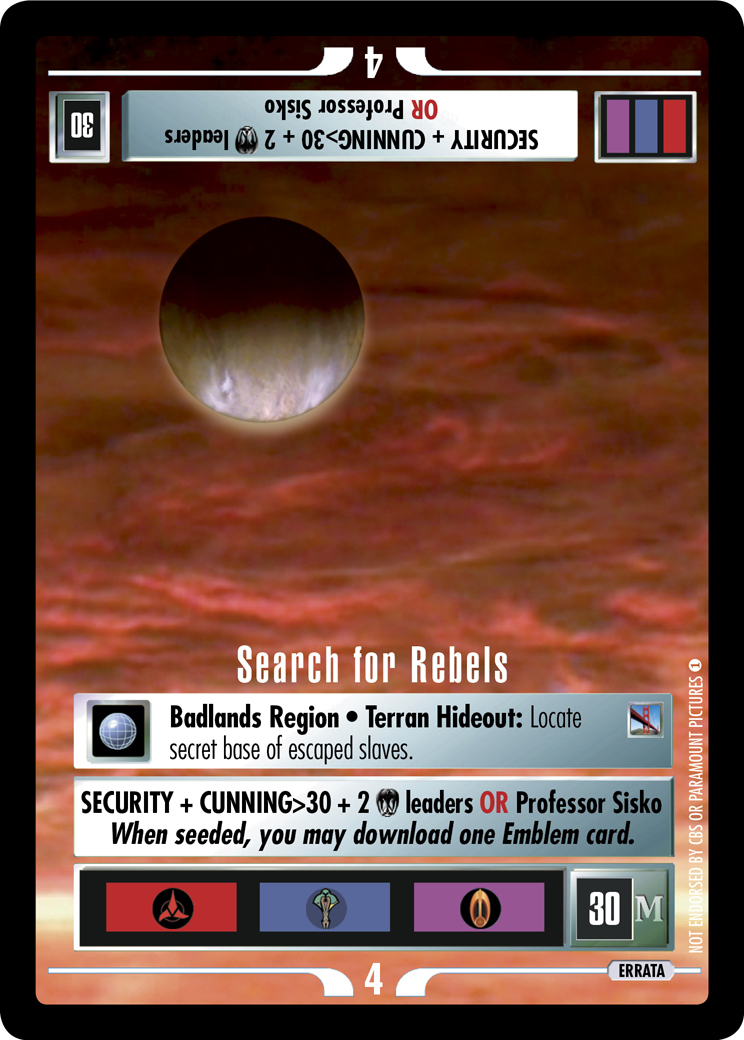 4
SECURITY + CUNNING>30 + 2 leaders
OR Professor Sisko
30
Search for Rebels
Badlands Region • Terran Hideout: Locate
secret base of escaped slaves.
SECURITY + CUNNING>30 + 2 leaders OR Professor Sisko
When seeded, you may download one Emblem card.
30 M
4
ERRATA
NOT ENDORSED BY CBS OR PARAMOUNT PICTURES 1